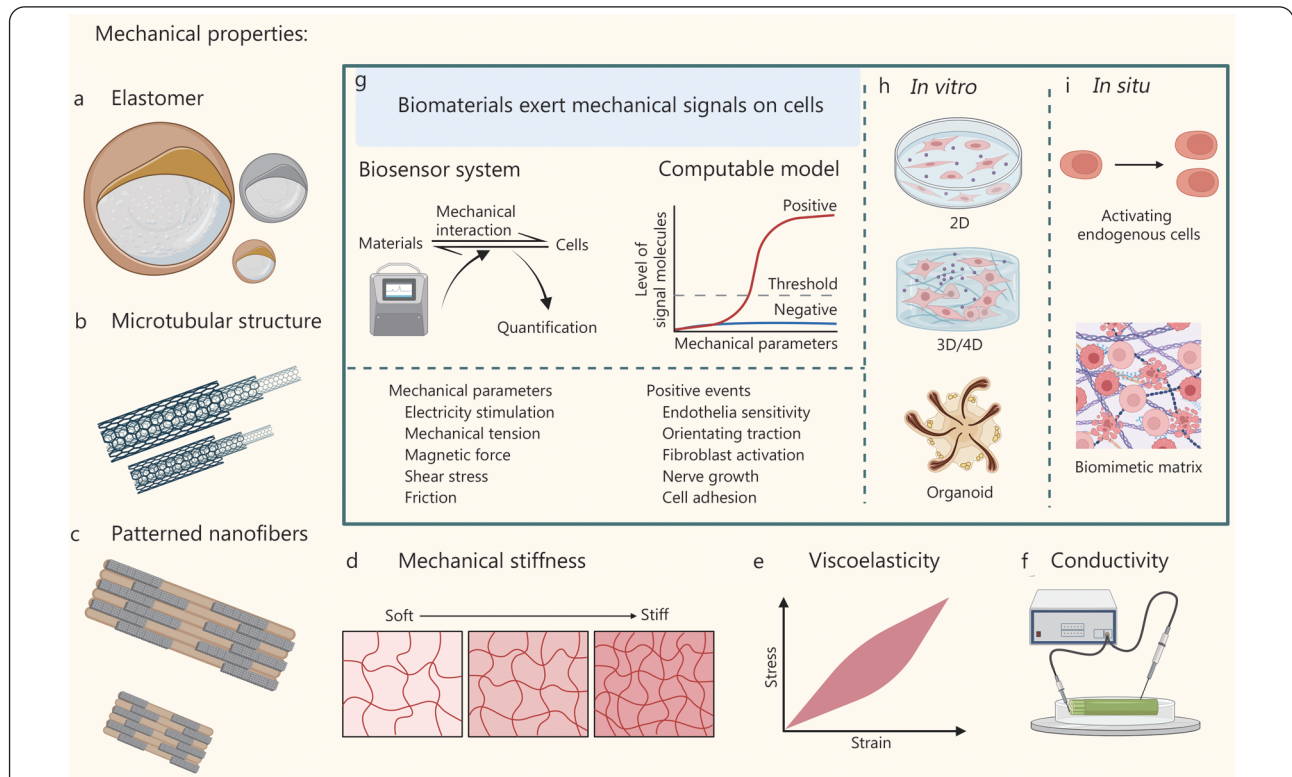 Mechanical properties:
a Elastomer
b Microtubular structure
c Patterned nanofibers
g
Biomaterials exert mechanical signals on cells
Biosensor system
Mechanical
interaction
Materials
Cells
Quantification
Computable model
Level of
signal molecules
Positive
Threshold
Negative
Mechanical parameters
Mechanical parameters
Electricity stimulation
Mechanical tension
Magnetic force
Shear stress
Friction
Positive events
Endothelia sensitivity
Orientating traction
Fibroblast activation
Nerve growth
Cell adhesion
h In vitro
2D
3D/4D
Organoid
i In situ
Activating
endogenous cells
Biomimetic matrix
d Mechanical stiffness
Soft
Stiff
e Viscoelasticity
Stress
Strain
f Conductivity